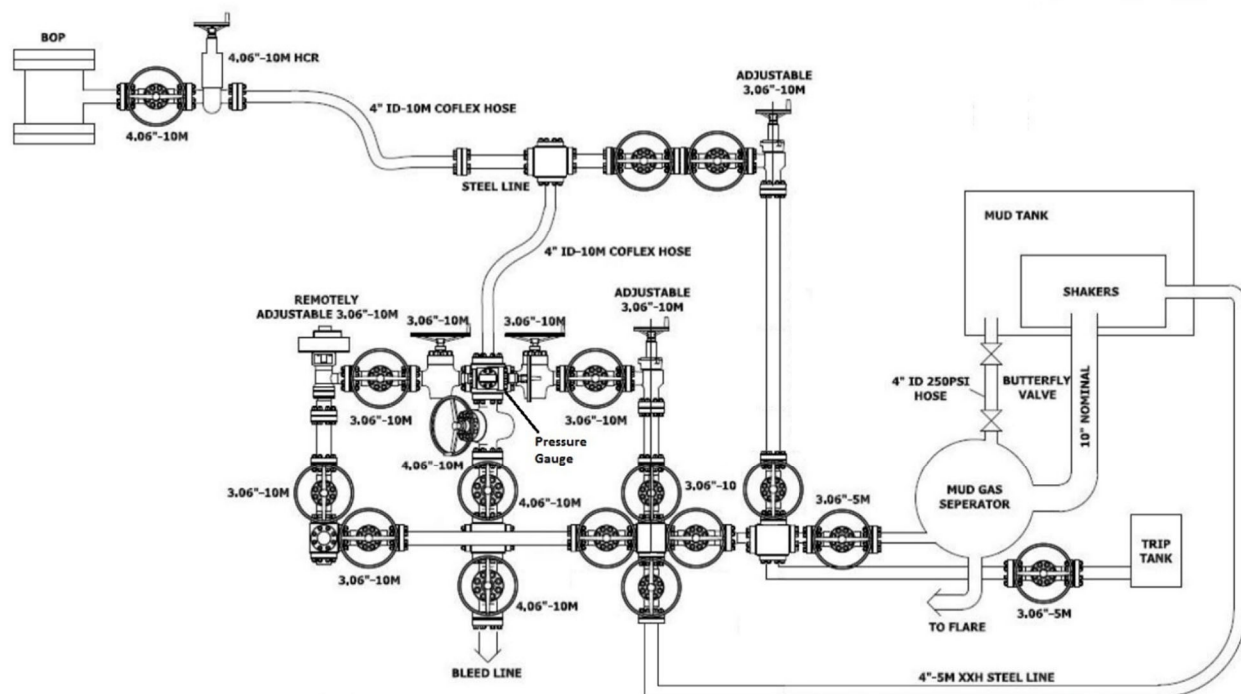 BOP
4.06"-10M HCR
4.06"-10M
4" ID-10M COFLEX HOSE
STEEL LINE
ADJUSTABLE
3.06"-10M
4" ID-10M COFLEX HOSE
MUD TANK
SHAKERS
REMOTELY
ADJUSTABLE 3.06"-10M
3.06"-10M
3.06"-10M
ADJUSTABLE
3.06"-10M
3.06"-10M
3.06"-10M
Pressure
Gauge
4.06"-10M
4" ID 250PSI
HOSE
BUTTERFLY
VALVE
10" NOMINAL
3.06"-10M
4.06"-10M
3.06"-10
3.06"-5M
MUD GAS
SEPERATOR
3.06"-10M
4.06"-10M
TRIP
TANK
3.06"-5M
TO FLARE
BLEED LINE
4"-5M XXH STEEL LINE